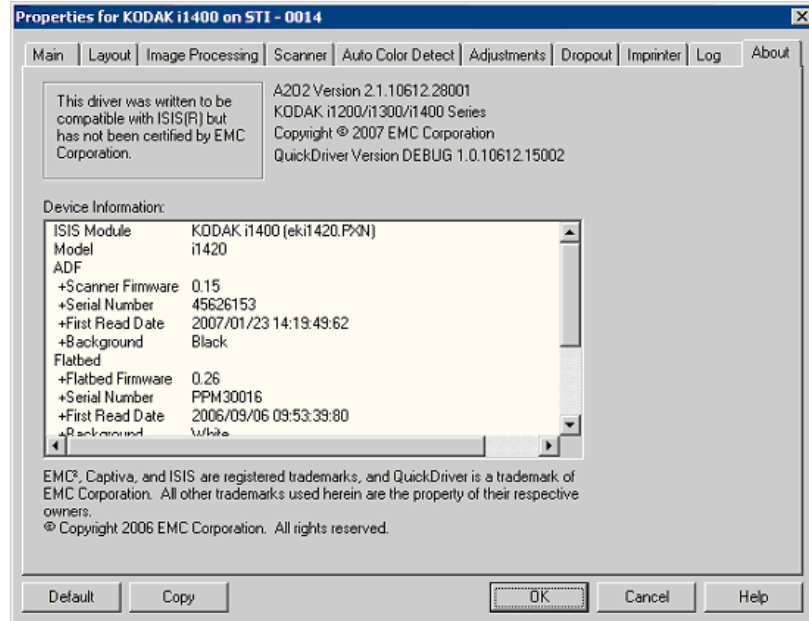 Properties for KODAK i1400 on STI - 0014
Main Layout Image Processing Scanner Auto Color Detect Adjustments Dropout Imprinter Log About
This driver was written to be
compatible with ISIS(R) but
has not been certified by EMC
Corporation.
A2O2 Version 2.1.10612.28001
KODAK i1200/i1300/i1400 Series
Copyright © 2007 EMC Corporation
QuickDriver Version DEBUG 1.0.10612.15002
Device Information:
ISIS Module KODAK i1400 (eki1420.PXN)
Model i1420
ADF
+Scanner Firmware 0.15
+Serial Number 45626153
+First Read Date 2007/01/23 14:19:49:62
+Background Black
Flatbed
+Flatbed Firmware 0.26
+Serial Number PPM30016
+First Read Date 2006/09/06 09:53:39:80
+Background White
EMC², Captiva, and ISIS are registered trademarks, and QuickDriver is a trademark of
EMC Corporation. All other trademarks used herein are the property of their respective
owners.
© Copyright 2006 EMC Corporation. All rights reserved.
Default Copy OK Cancel Help